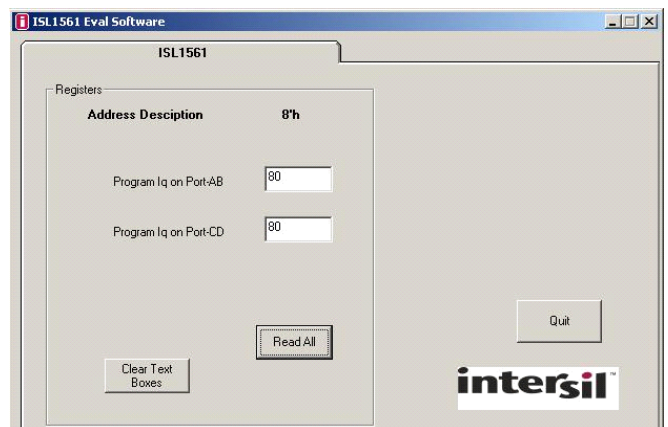 ISL1561 Eval Software
ISL1561
Registers
Address Desciption 8'h
Program Iq on Port-AB 80
Program Iq on Port-CD 80
Read All
Quit
Clear Text
Boxes
intersil™